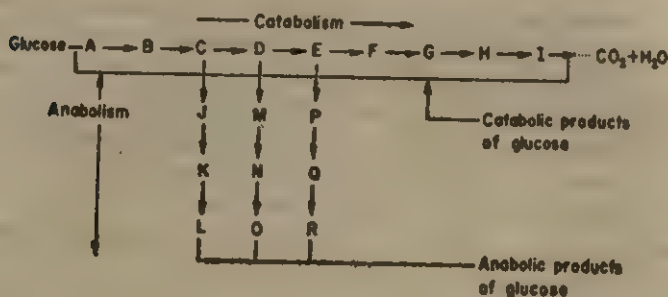 Catabolism
Glucose A B C D E F G H I CO2 + H2O
Anabolism
J M P
Catabolic products
of glucose
K N Q
L O R
Anabolic products
of glucose